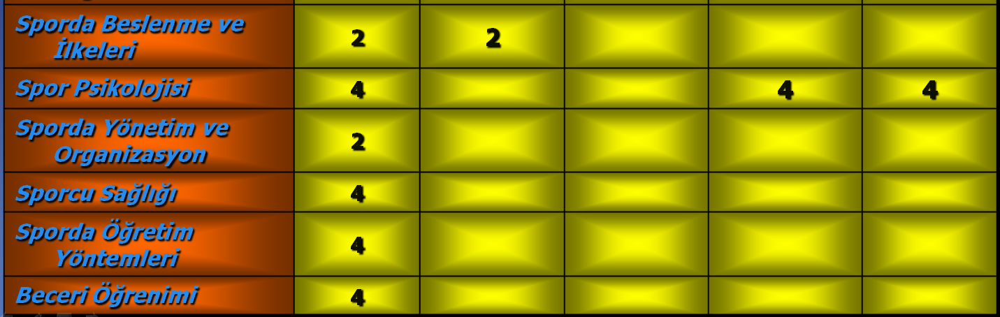 Sporda Beslenme ve
İlkeleri 2 2
Spor Psikolojisi 4 4 4
Sporda Yönetim ve
Organizasyon 2
Sporcu Sağlığı 4
Sporda Öğretim
Yöntemleri 4
Beceri Öğrenimi 4